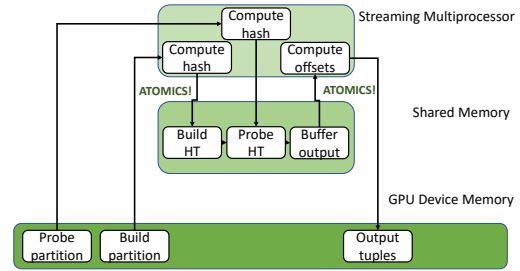 Streaming Multiprocessor
Compute
hash
Compute
hash
Compute
offsets
ATOMICS!
ATOMICS!
Shared Memory
Build
HT
Probe
HT
Buffer
output
GPU Device Memory
Probe
partition
Build
partition
Output
tuples